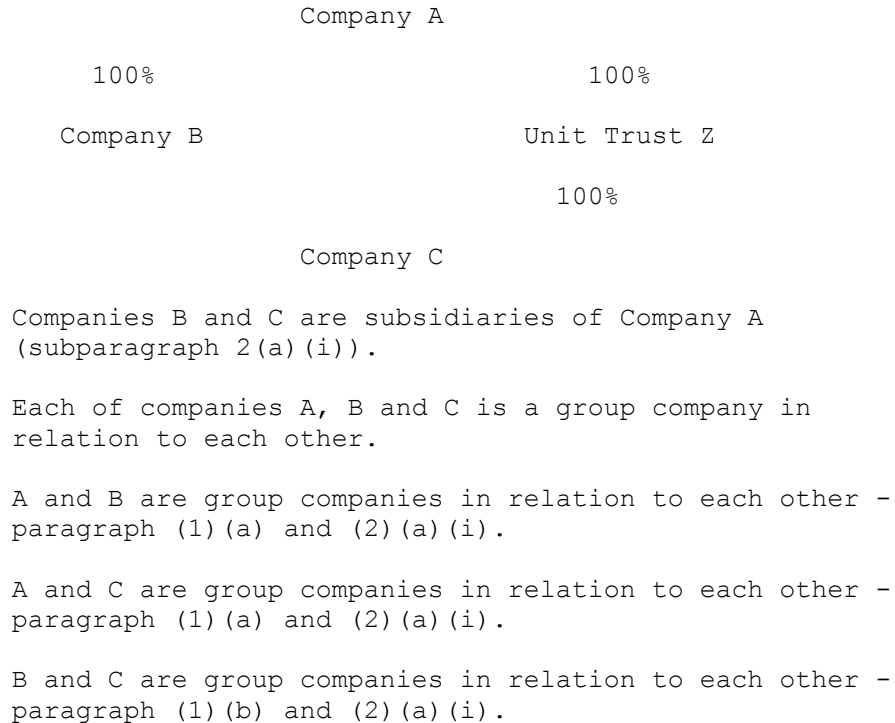 Company A
100% 100%
Company B Unit Trust Z
100%
Company C
Companies B and C are subsidiaries of Company A
(subparagraph 2(a)(i)).
Each of companies A, B and C is a group company in
relation to each other.
A and B are group companies in relation to each other -
paragraph (1)(a) and (2)(a)(i).
A and C are group companies in relation to each other -
paragraph (1)(a) and (2)(a)(i).
B and C are group companies in relation to each other -
paragraph (1)(b) and (2)(a)(i).